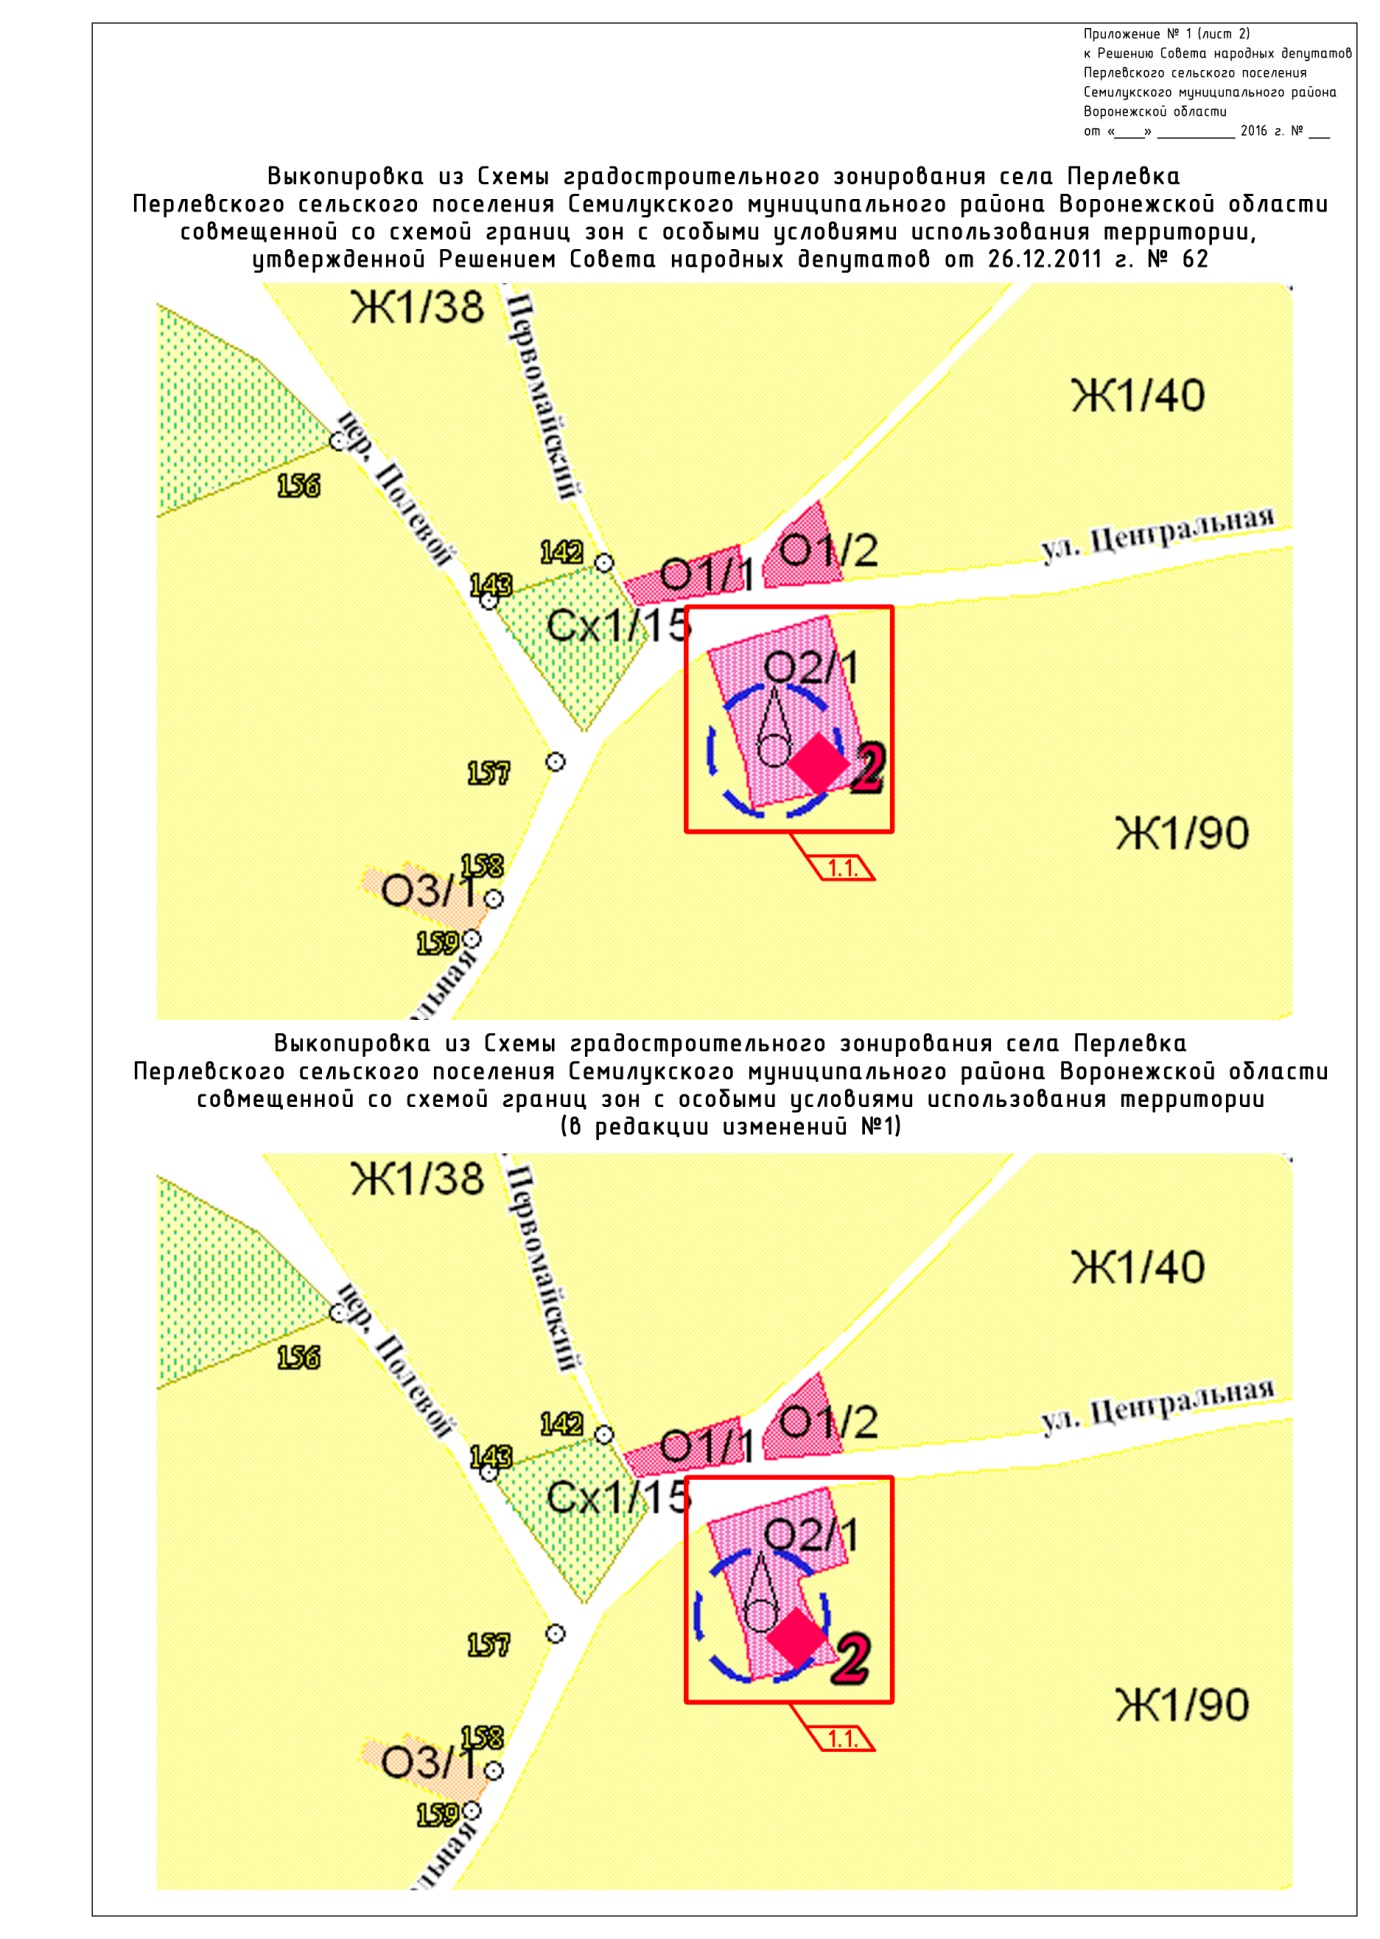 Приложение № 1 (лист 2)
к Решению Совета народных депутатов
Перлевского сельского поселения
Семилукского муниципального района
Воронежской области
от «____» __________ 2016 г. № ___
Выкопировка из Схемы градостроительного зонирования села Перлевка
Перлевского сельского поселения Семилукского муниципального района Воронежской области
совмещенной со схемой границ зон с особыми условиями использования территории,
утвержденной Решением Совета народных депутатов от 26.12.2011 г. № 62
Ж1/38
Первомайский
Ж1/40
пер. Полевой
156
ул. Центральная
142
О1/2
О1/1
143
Сх1/15
О2/1
157
2
Ж1/90
158
1.1.
О3/1
159
льная
Выкопировка из Схемы градостроительного зонирования села Перлевка
Перлевского сельского поселения Семилукского муниципального района Воронежской области
совмещенной со схемой границ зон с особыми условиями использования территории
(в редакции изменений №1)
Ж1/38
Первомайский
Ж1/40
пер. Полевой
156
ул. Центральная
142
О1/2
О1/1
143
Сх1/15
О2/1
157
2
Ж1/90
158
1.1.
О3/1
159
льная